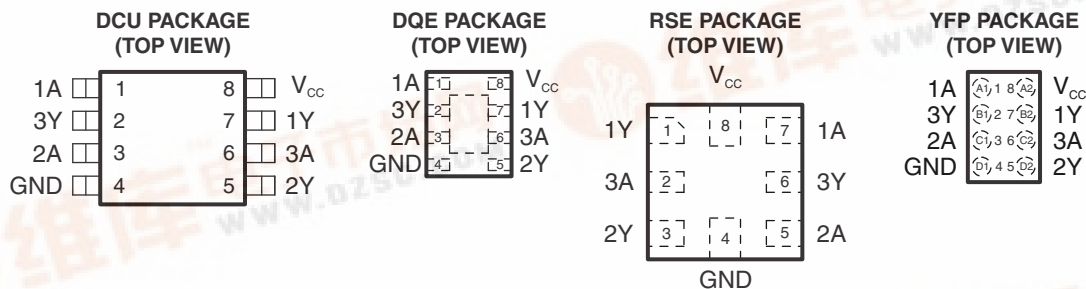 DCU PACKAGE
(TOP VIEW)
1A 1 8 VCC
3Y 2 7 1Y
2A 3 6 3A
GND 4 5 2Y
DQE PACKAGE
(TOP VIEW)
1A 1 8 VCC
3Y 2 7 1Y
2A 3 6 3A
GND 4 5 2Y
RSE PACKAGE
(TOP VIEW)
VCC
1Y 1 8 7 1A
3A 2 6 3Y
2Y 3 4 5 2A
GND
YFP PACKAGE
(TOP VIEW)
1A A1 1 8 A2 VCC
3Y B1 2 7 B2 1Y
2A C1 3 6 C2 3A
GND D1 4 5 D2 2Y